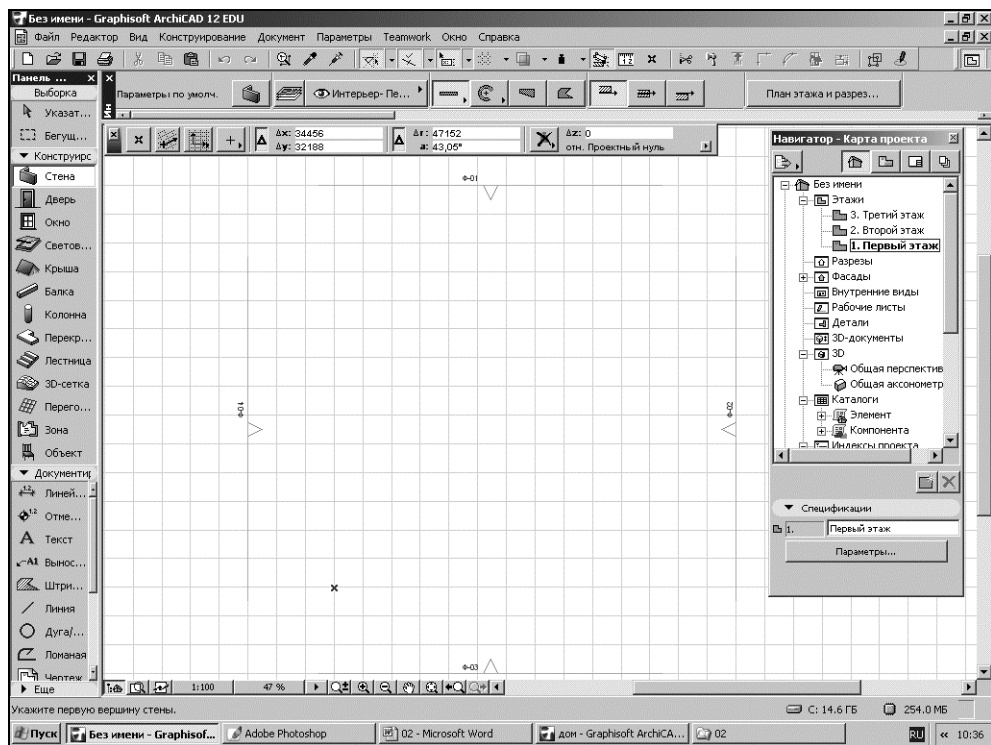 Без имени - Graphisoft ArchiCAD 12 EDU
Файл Редактор Вид Конструирование Документ Параметры Teamwork Окно Справка
Панель ...
Выборка
Указат...
Бегущ...
Конструирс
Стена
Дверь
Окно
Светов...
Крыша
Балка
Колонна
Перекр...
Лестница
3D-сетка
Перего...
Зона
Объект
Документир
Линей...
Отме...
Текст
Вынос...
Штри...
Линия
Дуга/...
Ломаная
Чертеж
Еще
Параметры по умолч.
Интерьер- Пе...
План этажа и разрез...
Δx: 34456
Δy: 32188
Δr: 47152
a: 43,05°
Δz: 0
отн. Проектный нуль
Ф-01
Ф-04
Ф-02
Ф-03
Навигатор - Карта проекта
Без имени
Этажи
3. Третий этаж
2. Второй этаж
1. Первый этаж
Разрезы
Фасады
Внутренние виды
Рабочие листы
Детали
3D-документы
3D
Общая перспектив
Общая аксонометр
Каталоги
Элемент
Компонента
Индексы проекта
Спецификации
1. Первый этаж
Параметры...
1:100 47 %
Укажите первую вершину стены.
C: 14.6 ГБ 254.0 МБ
Пуск Без имени - Graphisof... Adobe Photoshop 02 - Microsoft Word дом - Graphisoft ArchiCA... 02 RU « 10:36